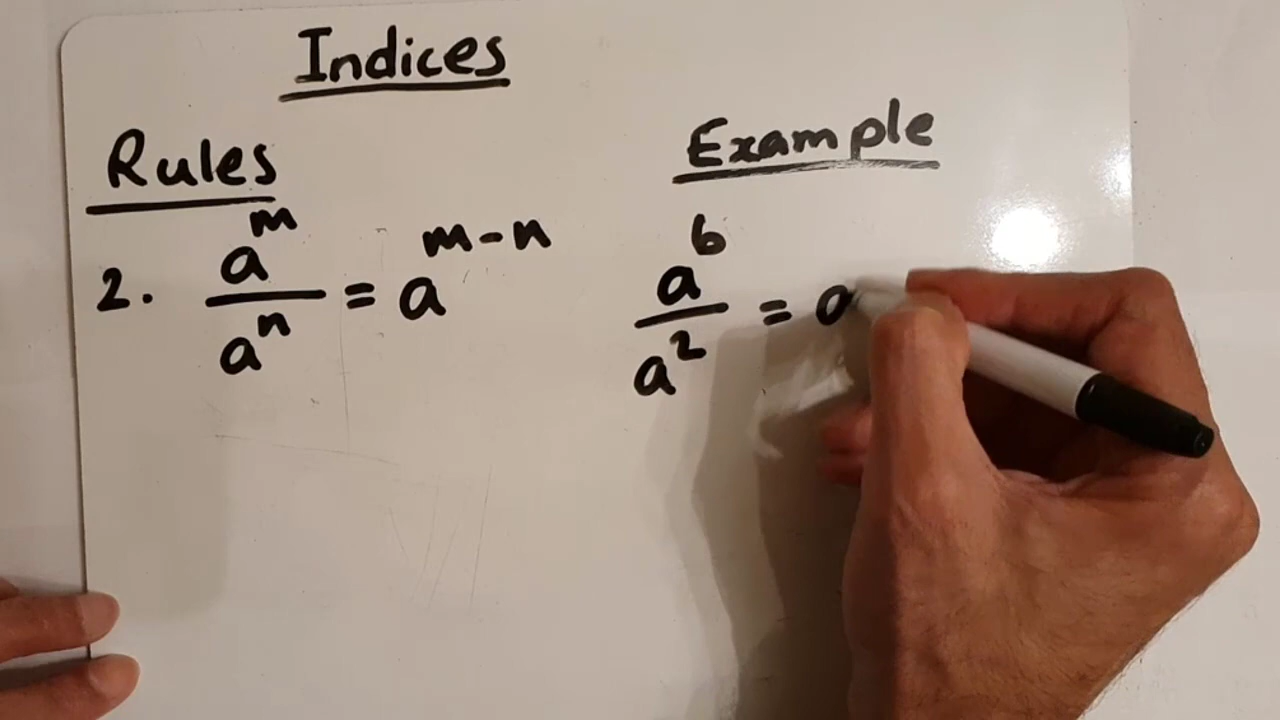 Indices
Rules
2. a^m / a^n = a^(m-n)
Example
a^6 / a^2 = a